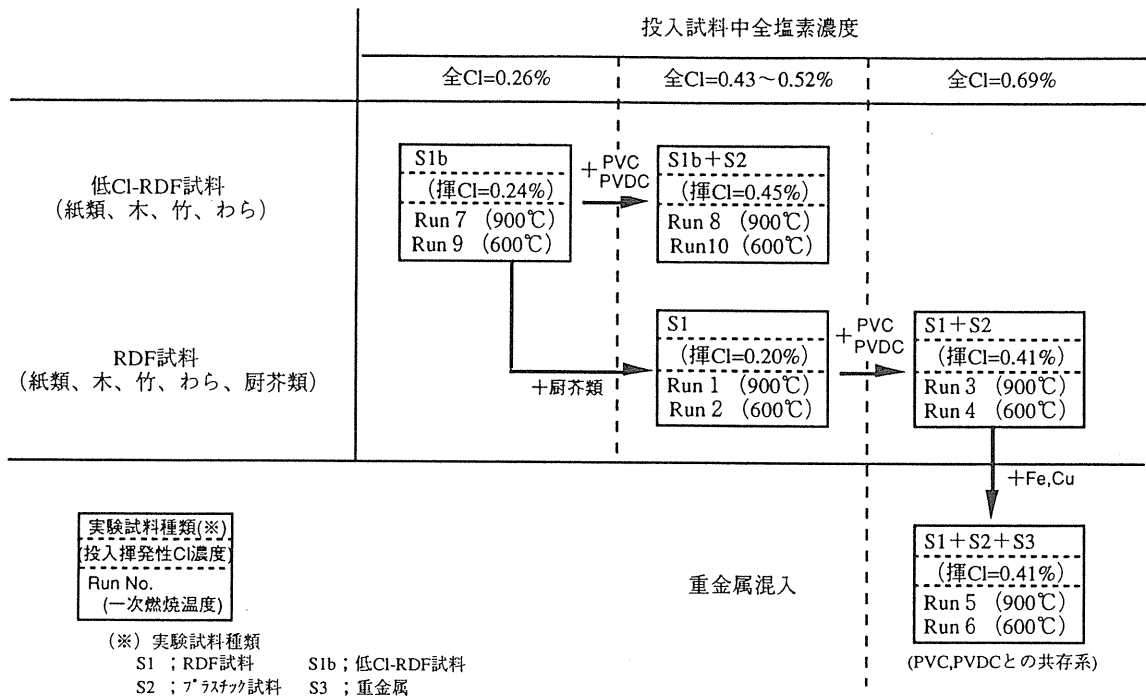 投入試料中全塩素濃度
全Cl=0.26%
全Cl=0.43～0.52%
全Cl=0.69%
低Cl-RDF試料
（紙類、木、竹、わら）
S1b
（揮Cl=0.24%）
Run 7 （900℃）
Run 9 （600℃）
＋PVC
PVDC
S1b＋S2
（揮Cl=0.45%）
Run 8 （900℃）
Run10 （600℃）
RDF試料
（紙類、木、竹、わら、厨芥類）
＋厨芥類
S1
（揮Cl=0.20%）
Run 1 （900℃）
Run 2 （600℃）
＋PVC
PVDC
S1＋S2
（揮Cl=0.41%）
Run 3 （900℃）
Run 4 （600℃）
＋Fe,Cu
重金属混入
S1＋S2＋S3
（揮Cl=0.41%）
Run 5 （900℃）
Run 6 （600℃）
(PVC,PVDCとの共存系)
実験試料種類(※)
(投入揮発性Cl濃度)
Run No.
(一次燃焼温度)
（※）実験試料種類
S1 ；RDF試料 S1b；低Cl-RDF試料
S2 ；ﾌﾟﾗｽﾁｯｸ試料 S3 ；重金属